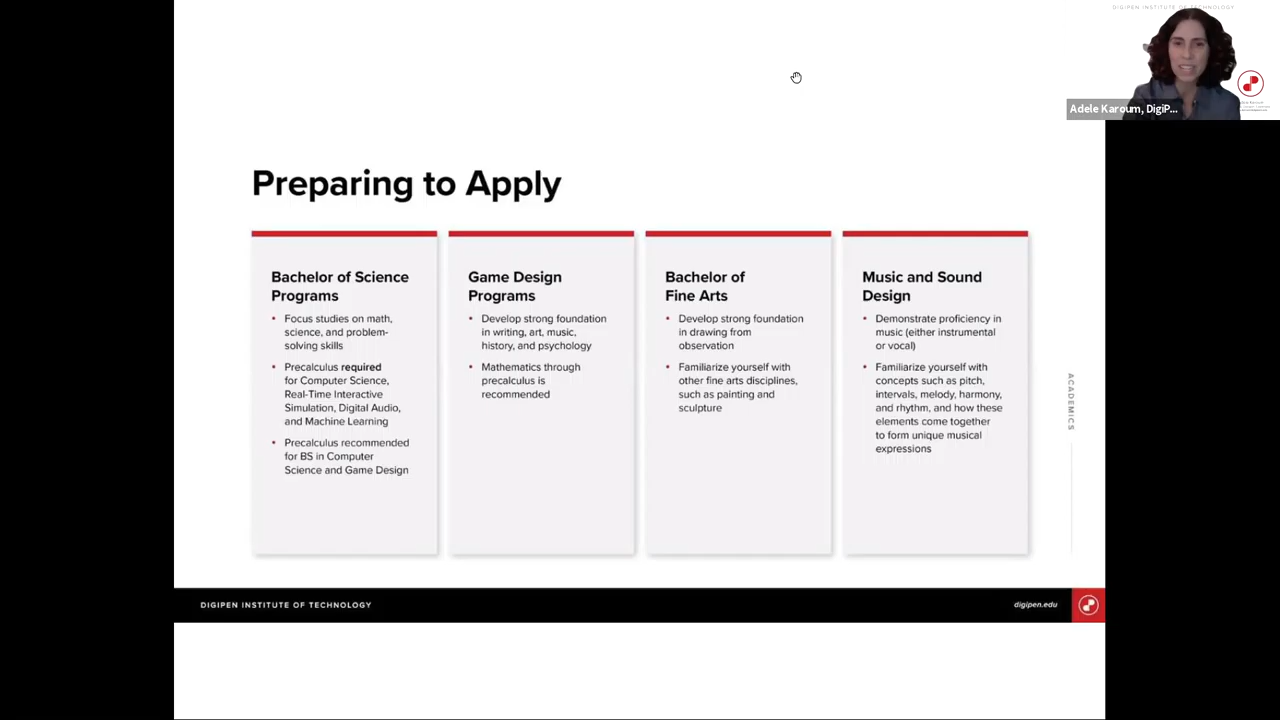 DIGIPEN INSTITUTE OF TECHNOLOGY
Adele Karoum, DigiP...
Preparing to Apply
Bachelor of Science
Programs
• Focus studies on math,
science, and problem-
solving skills
• Precalculus required
for Computer Science,
Real-Time Interactive
Simulation, Digital Audio,
and Machine Learning
• Precalculus recommended
for BS in Computer
Science and Game Design
Game Design
Programs
• Develop strong foundation
in writing, art, music,
history, and psychology
• Mathematics through
precalculus is
recommended
Bachelor of
Fine Arts
• Develop strong foundation
in drawing from
observation
• Familiarize yourself with
other fine arts disciplines,
such as painting and
sculpture
Music and Sound
Design
• Demonstrate proficiency in
music (either instrumental
or vocal)
• Familiarize yourself with
concepts such as pitch,
intervals, melody, harmony,
and rhythm, and how these
elements come together
to form unique musical
expressions
ACADEMICS
DIGIPEN INSTITUTE OF TECHNOLOGY
digipen.edu